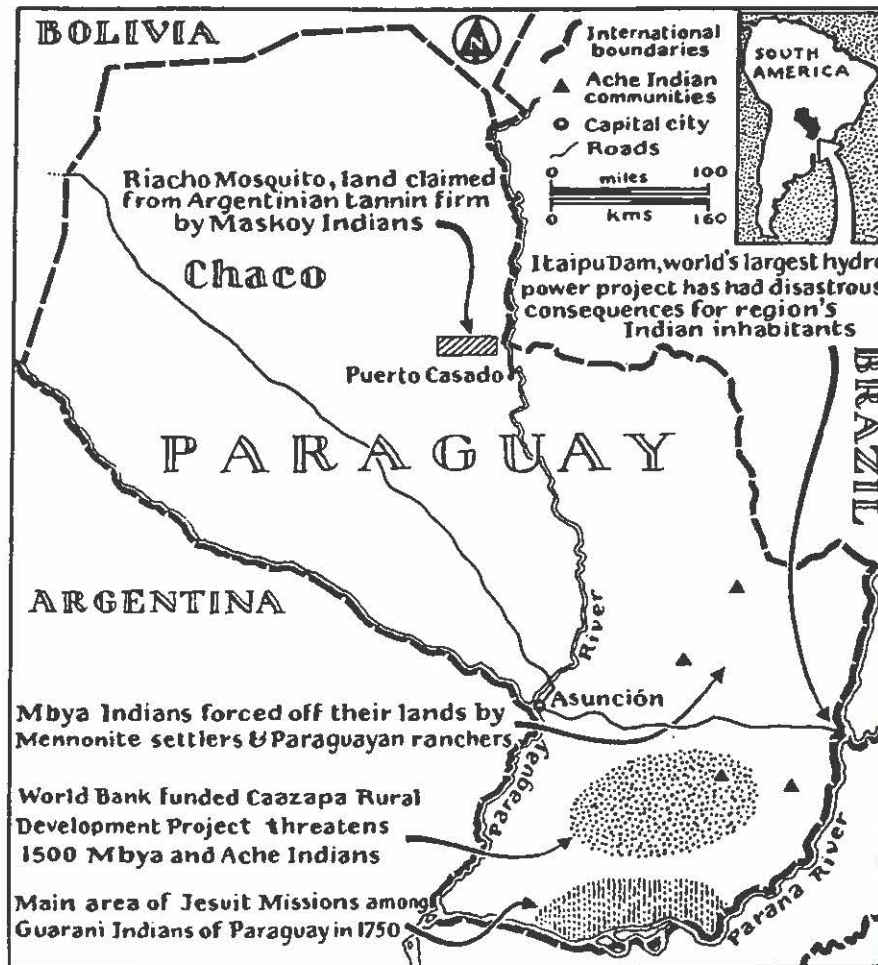 BOLIVIA
N
International
boundaries
Ache Indian
communities
Capital city
Roads
0 miles 100
0 kms 160
SOUTH
AMERICA
Riacho Mosquito, land claimed
from Argentinian tannin firm
by Maskoy Indians
Chaco
Itaipu Dam, world's largest hydro
power project has had disastrous
consequences for region's
Indian inhabitants
Puerto Casado
BRAZIL
PARAGUAY
ARGENTINA
River
Asunción
Mbya Indians forced off their lands by
Mennonite settlers & Paraguayan ranchers
Paraguay
World Bank funded Caazapa Rural
Development Project threatens
1500 Mbya and Ache Indians
Parana River
Main area of Jesuit Missions among
Guarani Indians of Paraguay in 1750